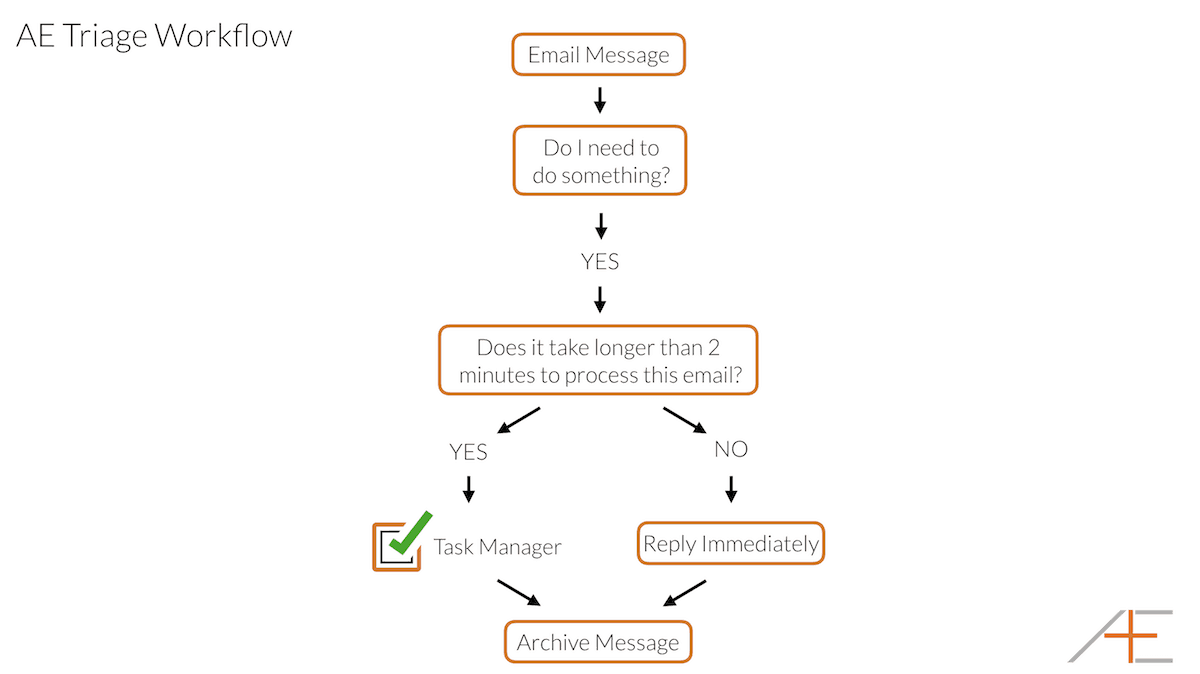 AE Triage Workflow
Email Message
Do I need to
do something?
YES
Does it take longer than 2
minutes to process this email?
YES
NO
Task Manager
Reply Immediately
Archive Message
AE